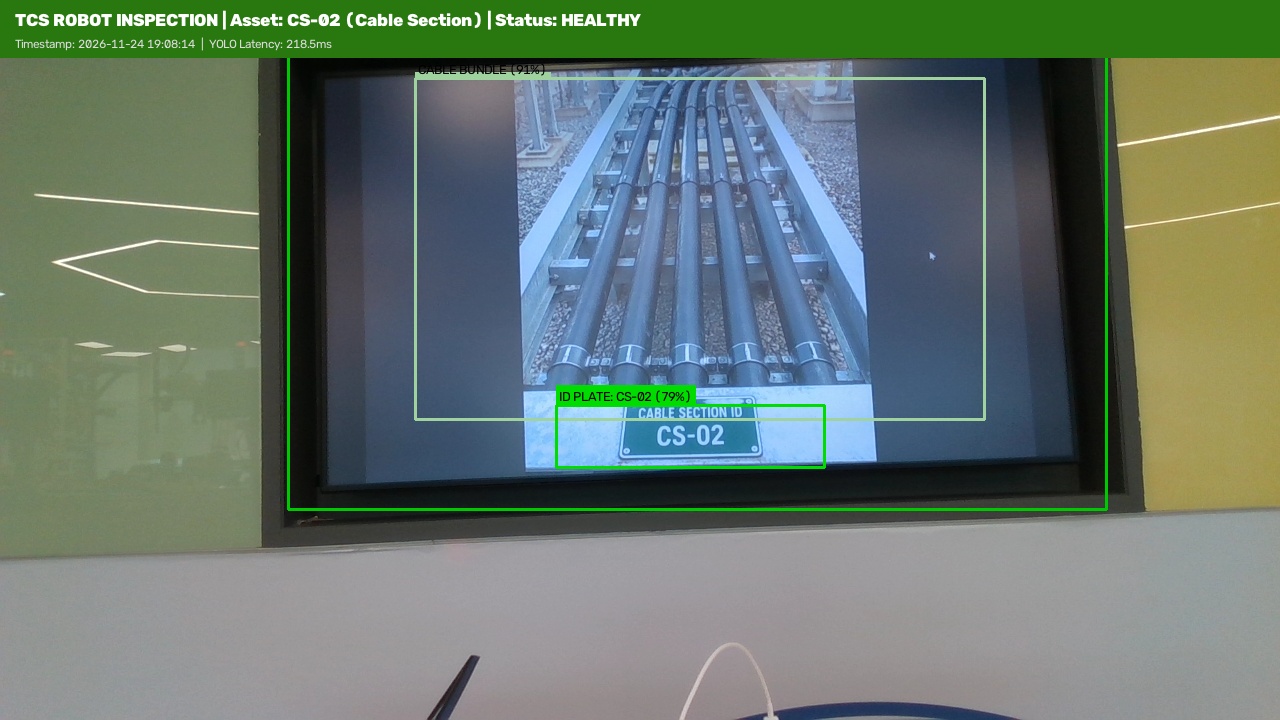 TCS ROBOT INSPECTION | Asset: CS-02 (Cable Section) | Status: HEALTHY
Timestamp: 2026-11-24 19:08:14 | YOLO Latency: 218.5ms
CABLE BUNDLE (91%)
ID PLATE: CS-02 (79%)
CABLE SECTION ID
CS-02